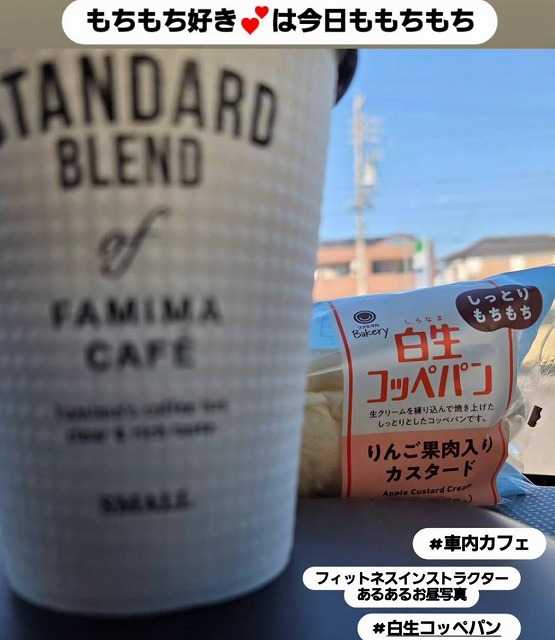 もちもち好き💕は今日ももちもち
STANDARD
BLEND
of
FAMIMA
CAFÉ
SMALL
しっとり
もちもち
Bakery
しろなま
白生
コッペパン
生クリームを練り込んで焼き上げた
しっとりとしたコッペパンです。
りんご果肉入り
カスタード
Apple Custard Cream
#車内カフェ
フィットネスインストラクター
あるあるお昼写真
#白生コッペパン